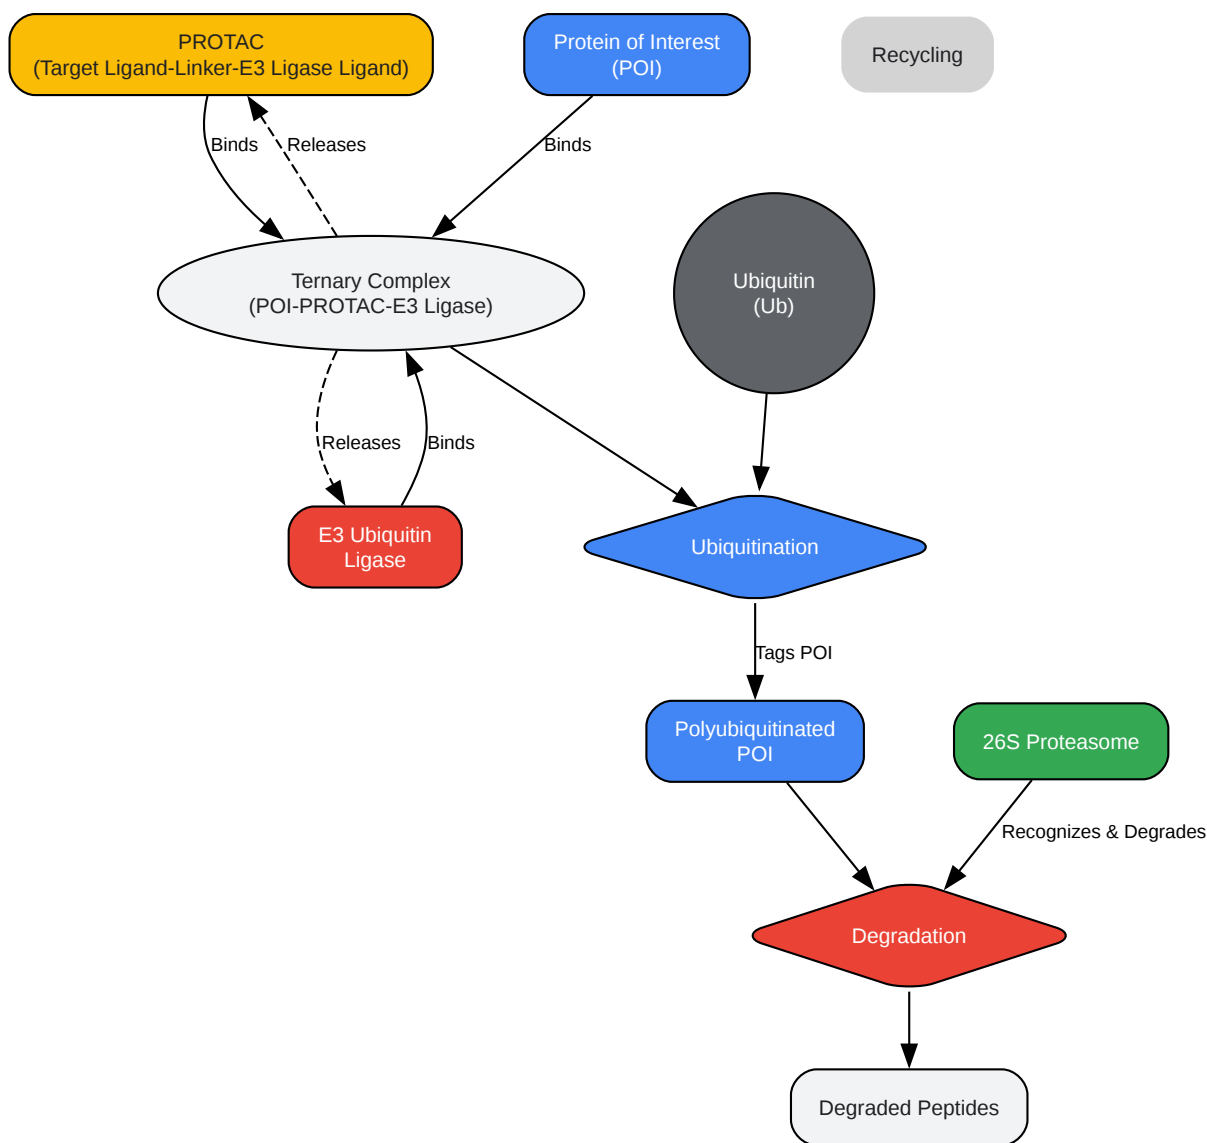 PROTAC
(Target Ligand-Linker-E3 Ligase Ligand)
Protein of Interest
(POI)
Recycling
Binds
Releases
Binds
Ternary Complex
(POI-PROTAC-E3 Ligase)
Ubiquitin
(Ub)
Releases
Binds
E3 Ubiquitin
Ligase
Ubiquitination
Tags POI
Polyubiquitinated
POI
26S Proteasome
Recognizes & Degrades
Degradation
Degraded Peptides